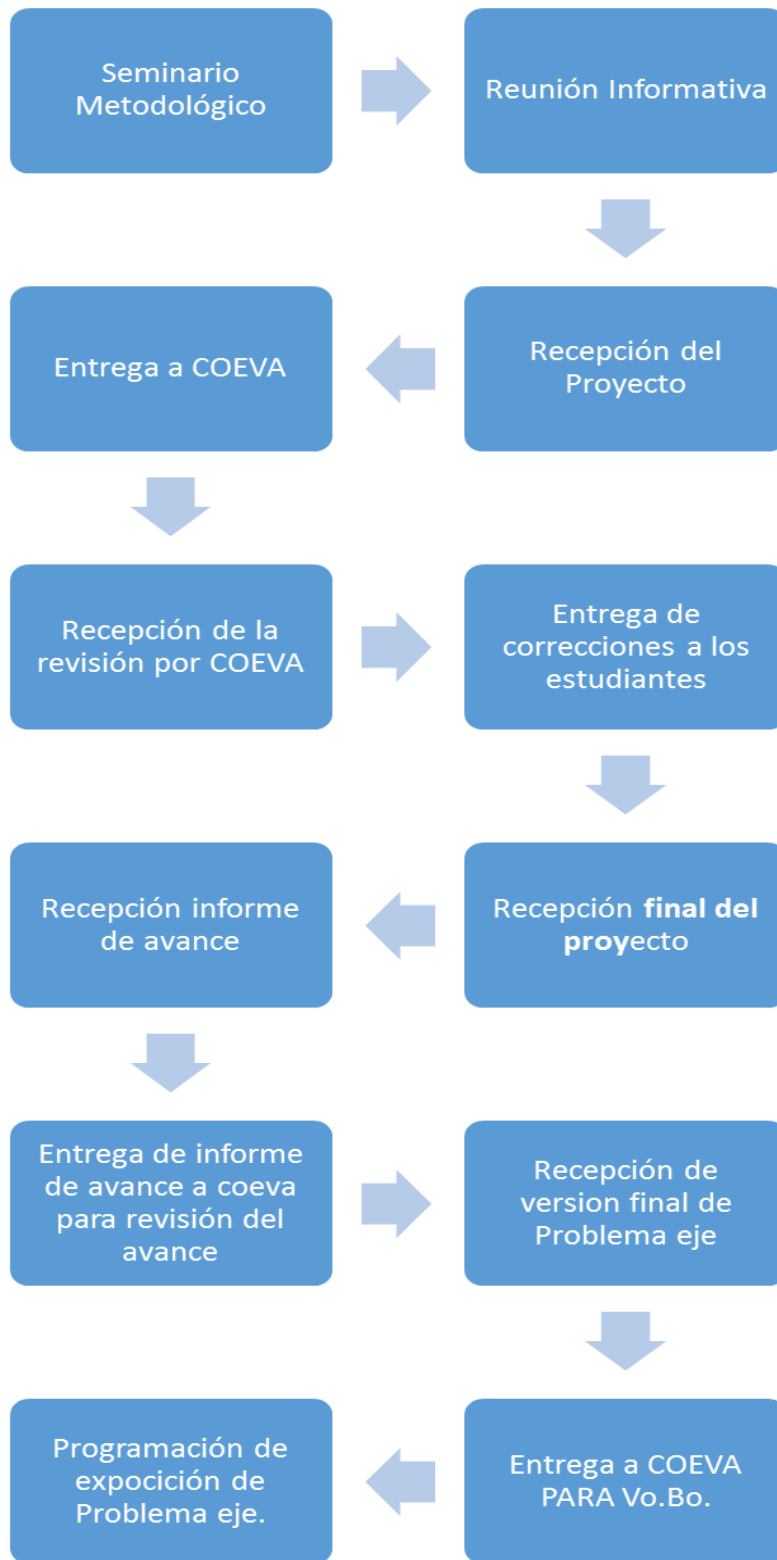 Seminario
Metodológico
Reunión Informativa
Recepción del
Proyecto
Entrega a COEVA
Recepción de la
revisión por COEVA
Entrega de
correcciones a los
estudiantes
Recepción final del
proyecto
Recepción informe
de avance
Entrega de informe
de avance a coeva
para revisión del
avance
Recepción de
version final de
Problema eje
Entrega a COEVA
PARA Vo.Bo.
Programación de
expocición de
Problema eje.